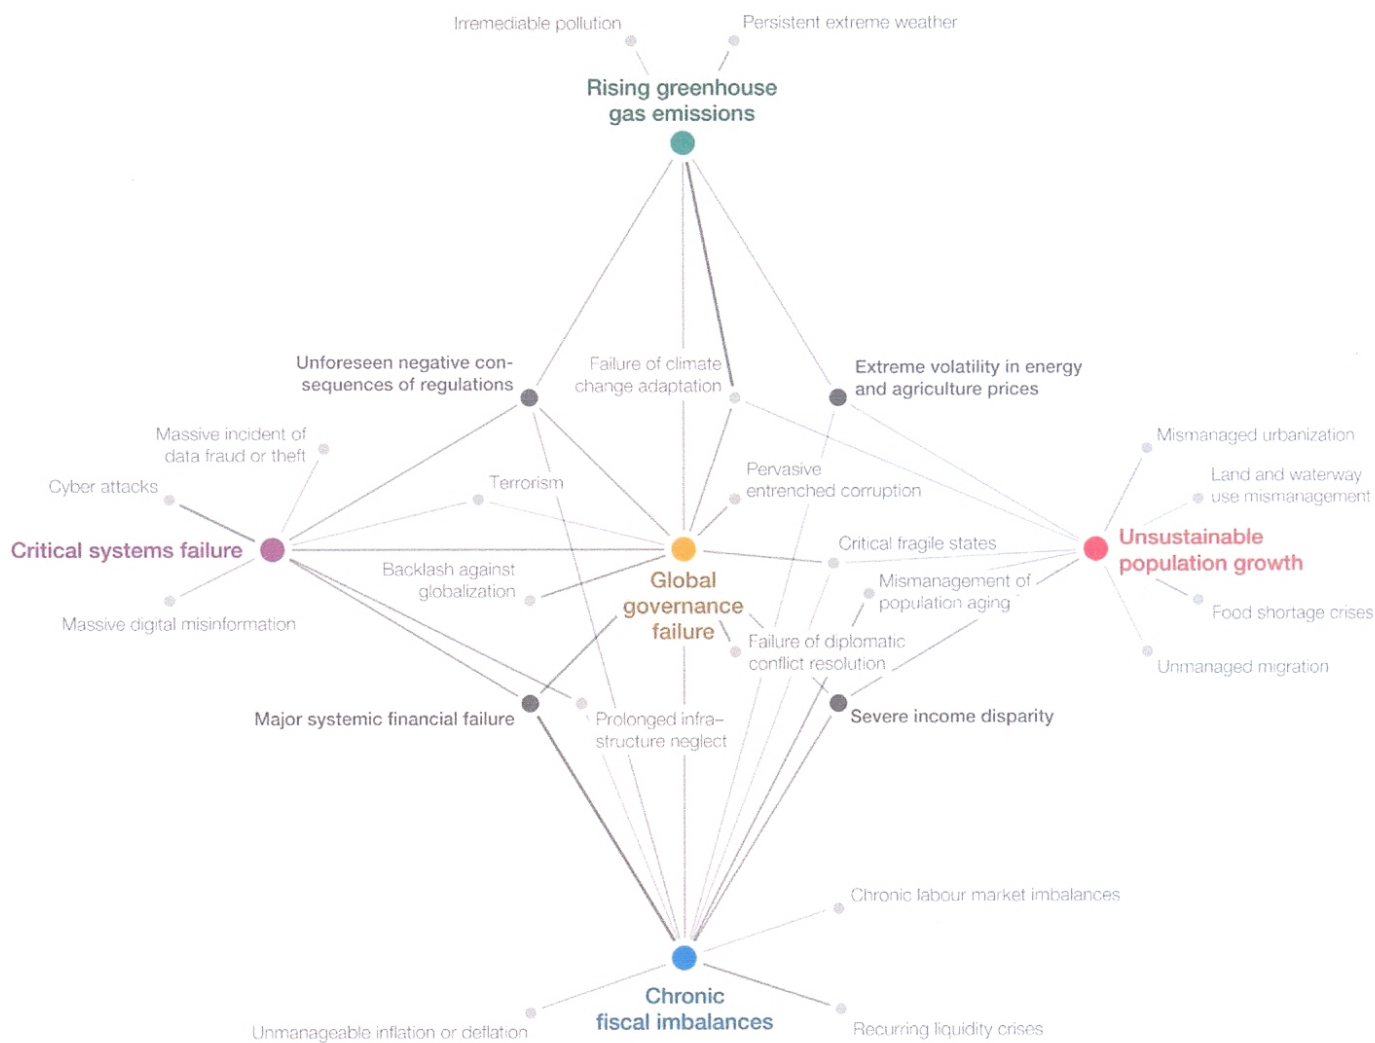 Irremediable pollution
Persistent extreme weather
Rising greenhouse
gas emissions
Unforeseen negative con-
sequences of regulations
Failure of climate
change adaptation
Extreme volatility in energy
and agriculture prices
Massive incident of
data fraud or theft
Mismanaged urbanization
Cyber attacks
Terrorism
Pervasive
entrenched corruption
Land and waterway
use mismanagement
Critical systems failure
Critical fragile states
Unsustainable
population growth
Backlash against
globalization
Global
governance
failure
Mismanagement of
population aging
Massive digital misinformation
Food shortage crises
Failure of diplomatic
conflict resolution
Unmanaged migration
Major systemic financial failure
Prolonged infra–
structure neglect
Severe income disparity
Chronic labour market imbalances
Chronic
fiscal imbalances
Unmanageable inflation or deflation
Recurring liquidity crises